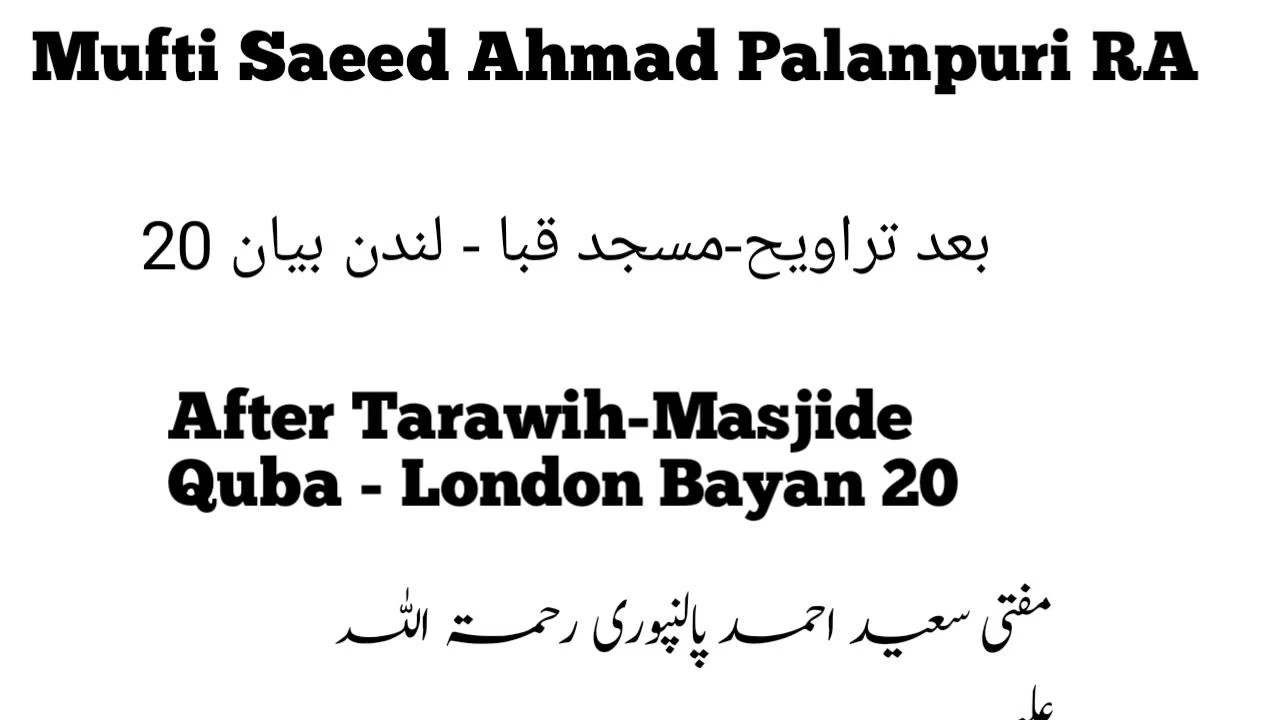 Mufti Saeed Ahmad Palanpuri RA
بعد تراویح-مسجد قبا - لندن بیان 20
After Tarawih-Masjide
Quba - London Bayan 20
مفتی سعید احمد پالنپوری رحمۃ اللہ